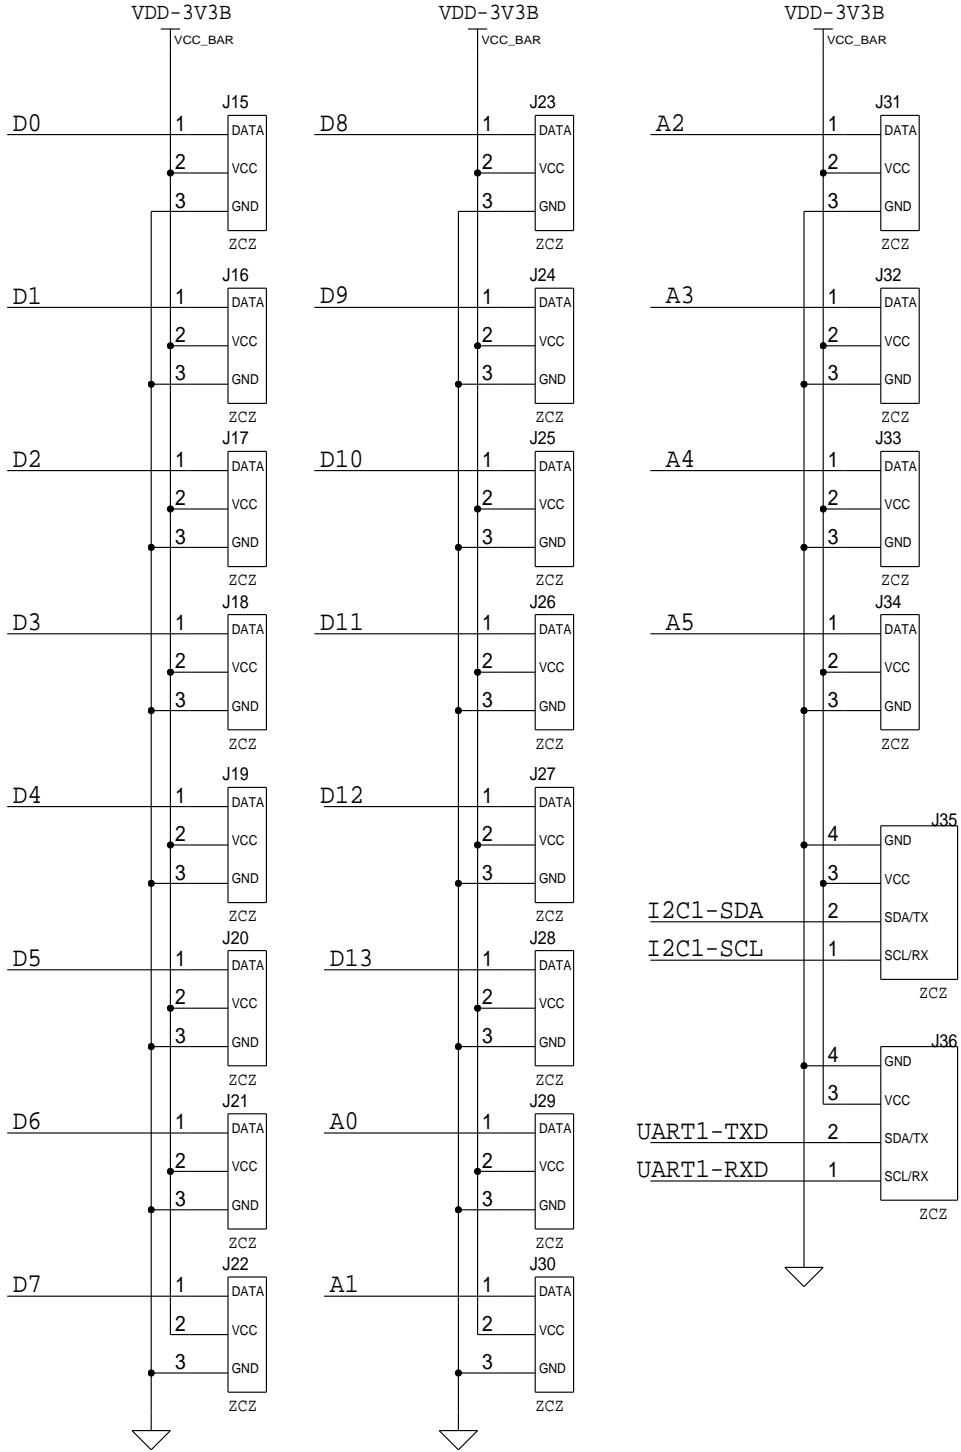 VDD-3V3B
VCC_BAR
J15
D0
1 DATA
2 VCC
3 GND
ZCZ
J16
D1
1 DATA
2 VCC
3 GND
ZCZ
J17
D2
1 DATA
2 VCC
3 GND
ZCZ
J18
D3
1 DATA
2 VCC
3 GND
ZCZ
J19
D4
1 DATA
2 VCC
3 GND
ZCZ
J20
D5
1 DATA
2 VCC
3 GND
ZCZ
J21
D6
1 DATA
2 VCC
3 GND
ZCZ
J22
D7
1 DATA
2 VCC
3 GND
ZCZ
VDD-3V3B
VCC_BAR
J23
D8
1 DATA
2 VCC
3 GND
ZCZ
J24
D9
1 DATA
2 VCC
3 GND
ZCZ
J25
D10
1 DATA
2 VCC
3 GND
ZCZ
J26
D11
1 DATA
2 VCC
3 GND
ZCZ
J27
D12
1 DATA
2 VCC
3 GND
ZCZ
J28
D13
1 DATA
2 VCC
3 GND
ZCZ
J29
A0
1 DATA
2 VCC
3 GND
ZCZ
J30
A1
1 DATA
2 VCC
3 GND
ZCZ
VDD-3V3B
VCC_BAR
J31
A2
1 DATA
2 VCC
3 GND
ZCZ
J32
A3
1 DATA
2 VCC
3 GND
ZCZ
J33
A4
1 DATA
2 VCC
3 GND
ZCZ
J34
A5
1 DATA
2 VCC
3 GND
ZCZ
J35
4 GND
3 VCC
I2C1-SDA 2 SDA/TX
I2C1-SCL 1 SCL/RX
ZCZ
J36
4 GND
3 VCC
UART1-TXD 2 SDA/TX
UART1-RXD 1 SCL/RX
ZCZ